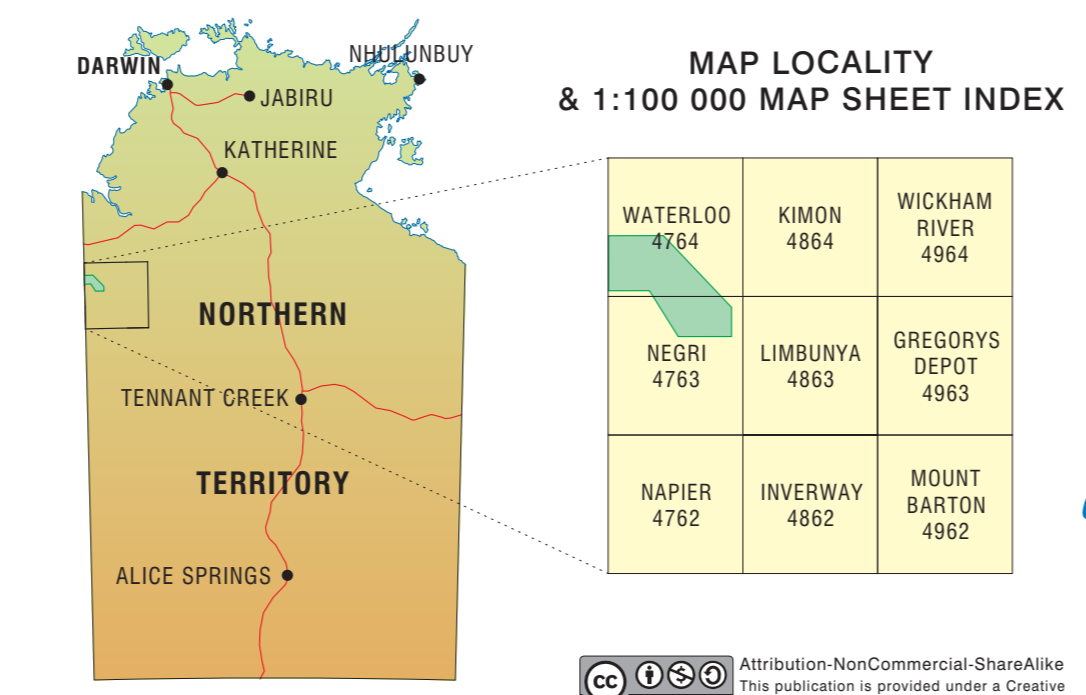 MAP LOCALITY
& 1:100 000 MAP SHEET INDEX
DARWIN
NHULUNBUY
JABIRU
KATHERINE
NORTHERN
TENNANT CREEK
TERRITORY
ALICE SPRINGS
WATERLOO
4764
KIMON
4864
WICKHAM
RIVER
4964
NEGRI
4763
LIMBUNYA
4863
GREGORYS
DEPOT
4963
NAPIER
4762
INVERWAY
4862
MOUNT
BARTON
4962
cc
Attribution-NonCommercial-ShareAlike
This publication is provided under a Creative